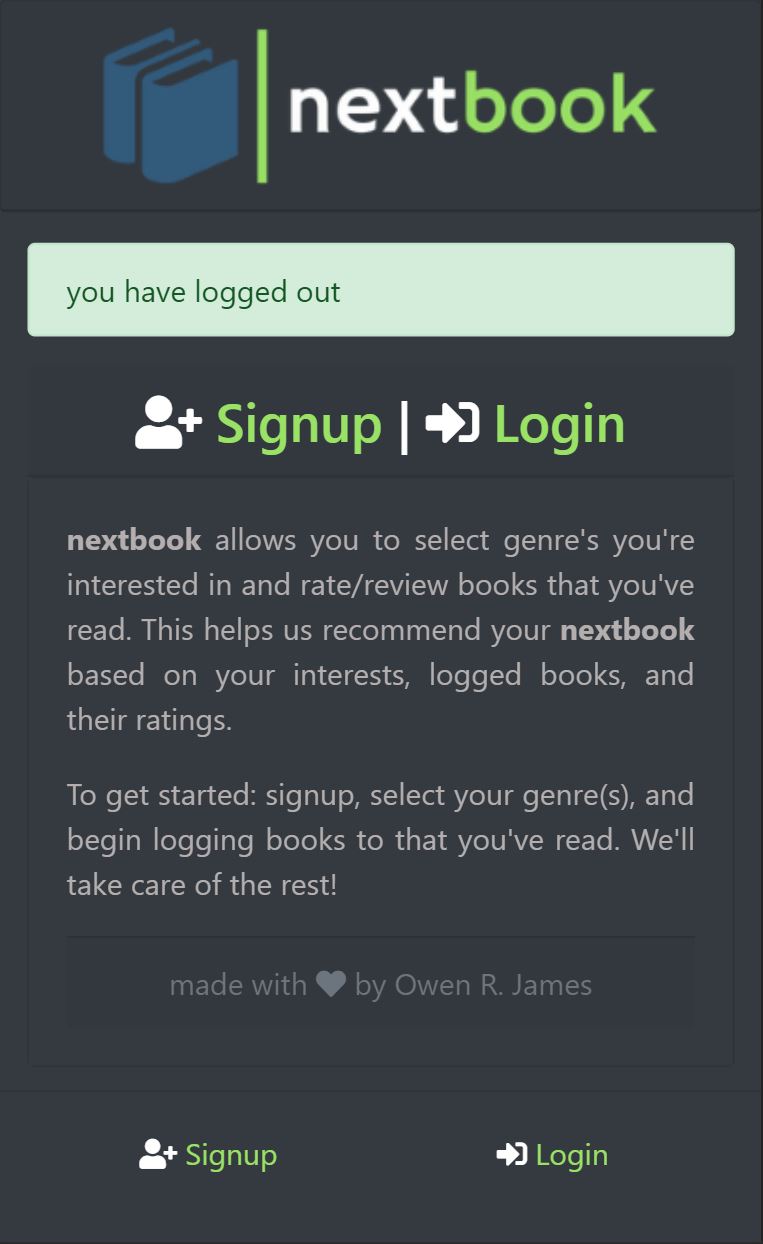 nextbook
you have logged out
Signup | Login
nextbook allows you to select genre's you're
interested in and rate/review books that you've
read. This helps us recommend your nextbook
based on your interests, logged books, and
their ratings.
To get started: signup, select your genre(s), and
begin logging books to that you've read. We'll
take care of the rest!
made with ♥ by Owen R. James
Signup Login